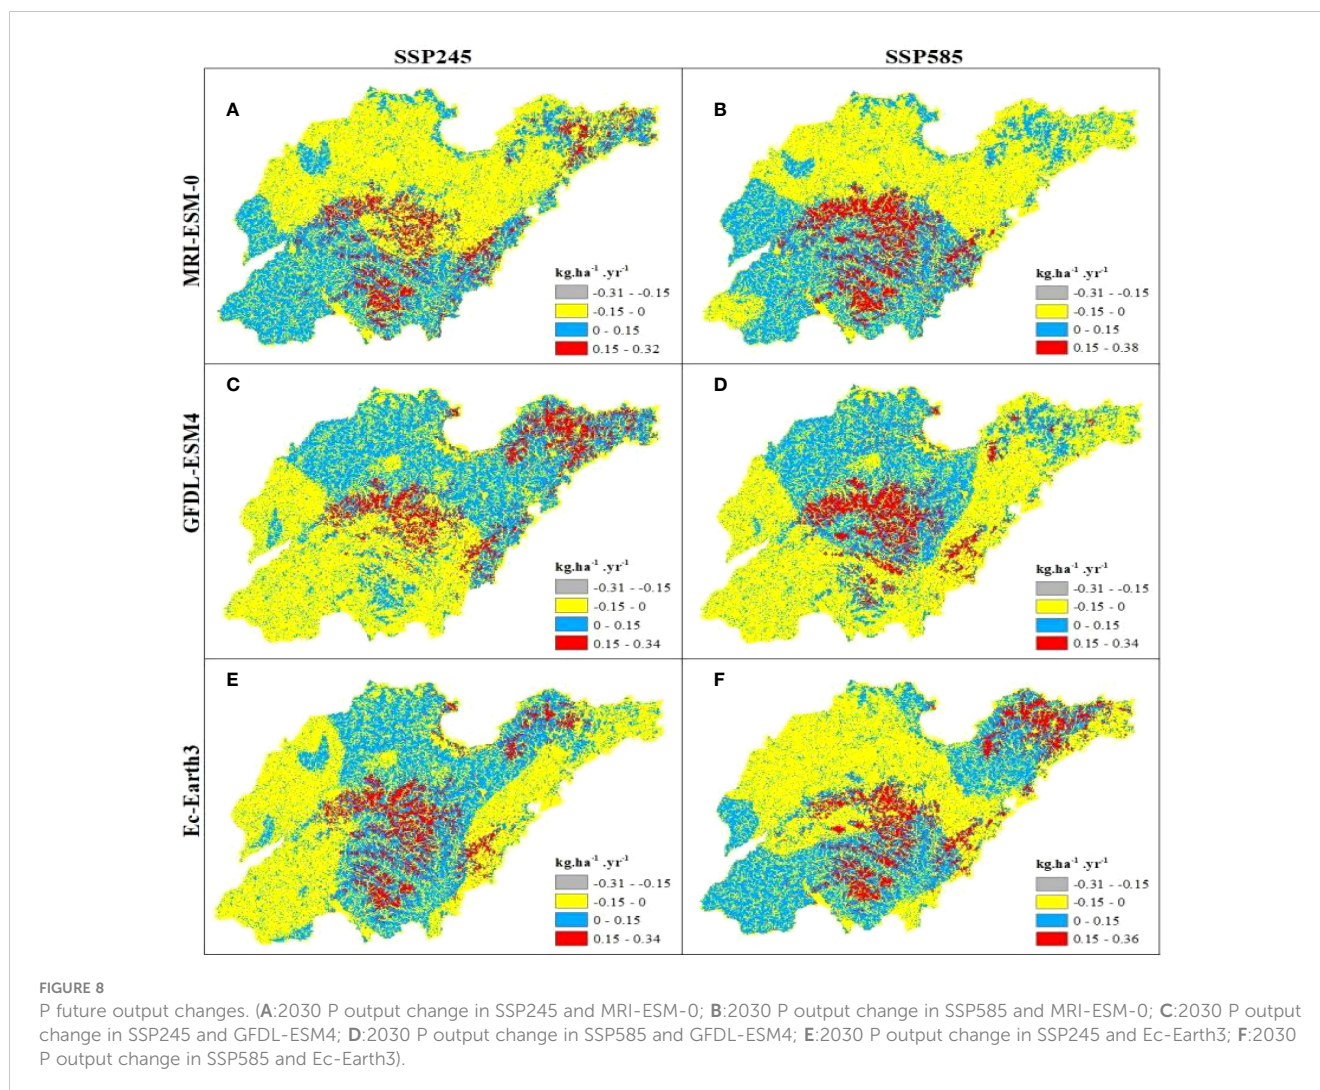 SSP245
SSP585
MRI-ESM-0
A
kg.ha⁻¹ .yr⁻¹
-0.31 - -0.15
-0.15 - 0
0 - 0.15
0.15 - 0.32
B
kg.ha⁻¹ .yr⁻¹
-0.31 - -0.15
-0.15 - 0
0 - 0.15
0.15 - 0.38
GFDL-ESM4
C
kg.ha⁻¹ .yr⁻¹
-0.31 - -0.15
-0.15 - 0
0 - 0.15
0.15 - 0.34
D
kg.ha⁻¹ .yr⁻¹
-0.31 - -0.15
-0.15 - 0
0 - 0.15
0.15 - 0.34
Ec-Earth3
E
kg.ha⁻¹ .yr⁻¹
-0.31 - -0.15
-0.15 - 0
0 - 0.15
0.15 - 0.34
F
kg.ha⁻¹ .yr⁻¹
-0.31 - -0.15
-0.15 - 0
0 - 0.15
0.15 - 0.36
FIGURE 8
P future output changes. (A:2030 P output change in SSP245 and MRI-ESM-0; B:2030 P output change in SSP585 and MRI-ESM-0; C:2030 P output
change in SSP245 and GFDL-ESM4; D:2030 P output change in SSP585 and GFDL-ESM4; E:2030 P output change in SSP245 and Ec-Earth3; F:2030
P output change in SSP585 and Ec-Earth3).